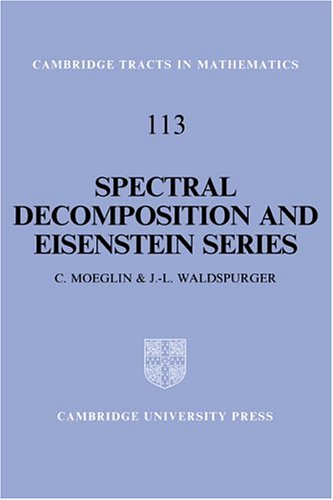 CAMBRIDGE TRACTS IN MATHEMATICS
113
SPECTRAL
DECOMPOSITION AND
EISENSTEIN SERIES
C. MOEGLIN & J.-L. WALDSPURGER
CAMBRIDGE UNIVERSITY PRESS